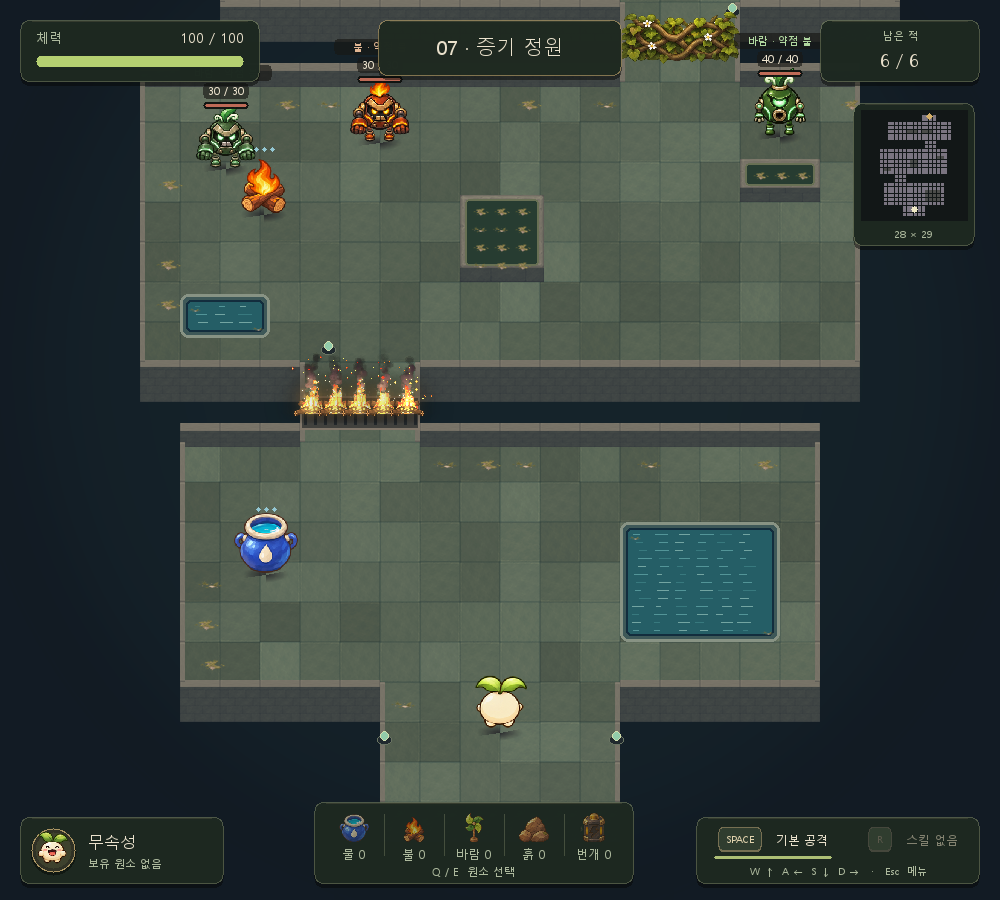 체력 100 / 100
07 · 증기 정원
남은 적
6 / 6
불 · 약
30
바람 · 약점 불
40 / 40
30 / 30
28 × 29
무속성
보유 원소 없음
물 0 불 0 바람 0 흙 0 번개 0
Q / E 원소 선택
SPACE 기본 공격 R 스킬 없음
W ↑ A ← S ↓ D → · Esc 메뉴